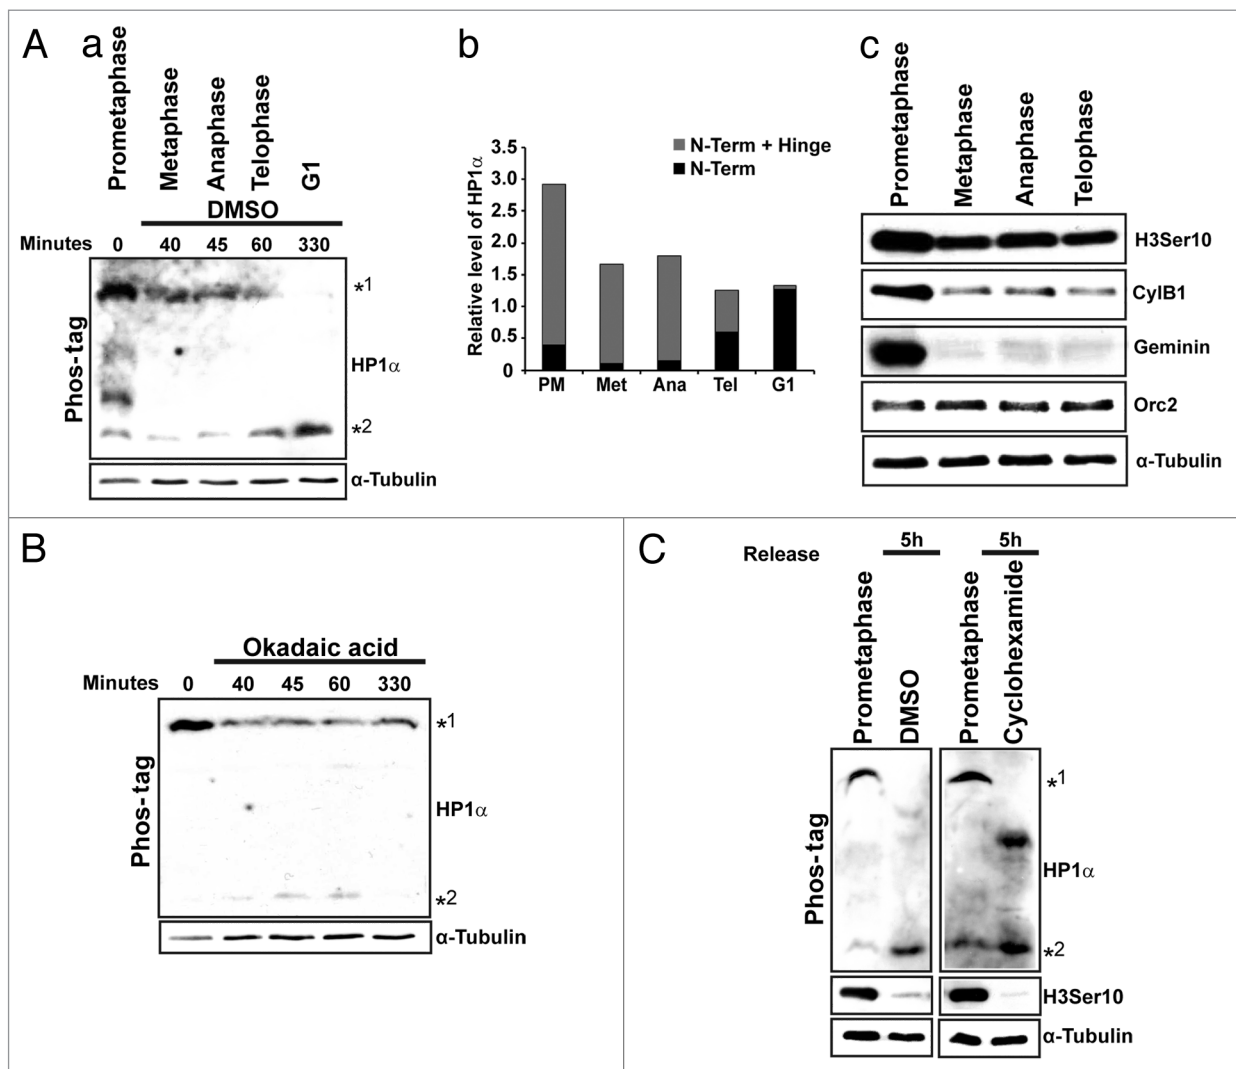 A
a
Prometaphase
Metaphase
Anaphase
Telophase
G1
DMSO
Minutes 0 40 45 60 330
Phos-tag
*1
HP1α
*2
α-Tubulin
b
N-Term + Hinge
N-Term
Relative level of HP1α
3.5
3.0
2.5
2.0
1.5
1.0
0.5
0
PM Met Ana Tel G1
c
Prometaphase
Metaphase
Anaphase
Telophase
H3Ser10
CylB1
Geminin
Orc2
α-Tubulin
B
Okadaic acid
Minutes 0 40 45 60 330
Phos-tag
*1
HP1α
*2
α-Tubulin
C
Release 5h 5h
Prometaphase
DMSO
Prometaphase
Cyclohexamide
Phos-tag
*1
HP1α
*2
H3Ser10
α-Tubulin